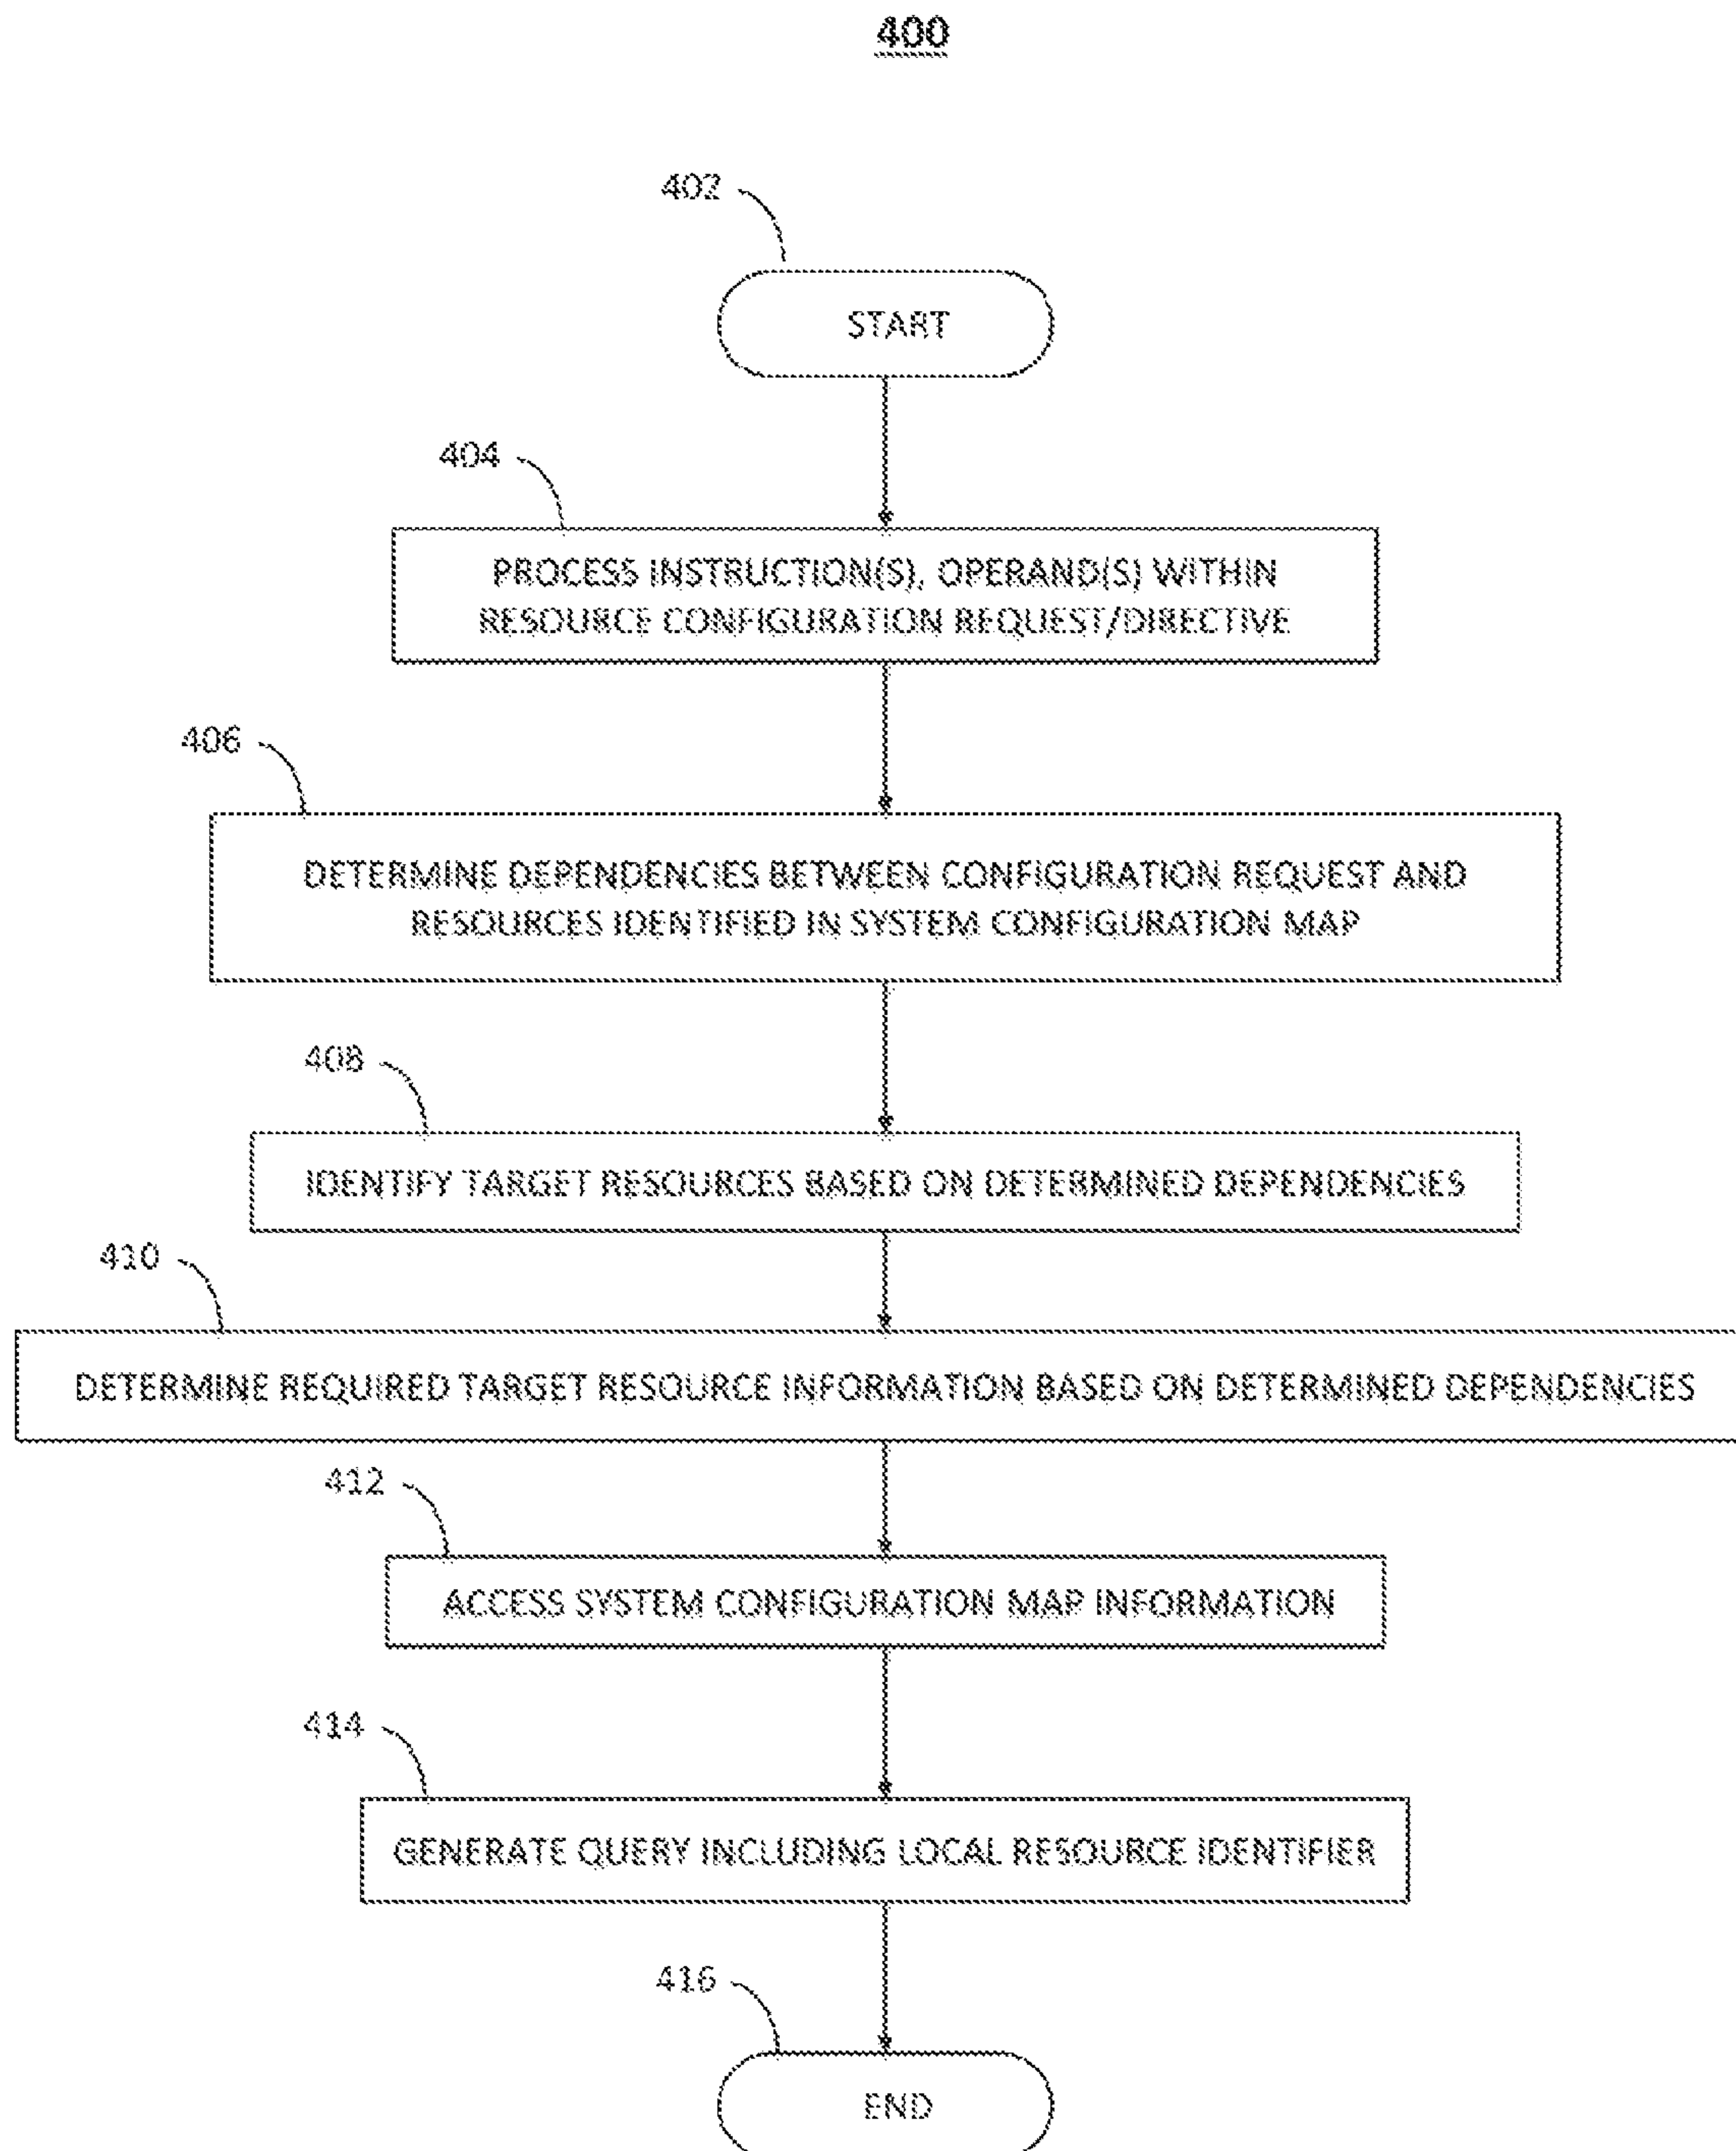 400
402
START
404
PROCESS INSTRUCTION(S), OPERAND(S) WITHIN
RESOURCE CONFIGURATION REQUEST/DIRECTIVE
406
DETERMINE DEPENDENCIES BETWEEN CONFIGURATION REQUEST AND
RESOURCES IDENTIFIED IN SYSTEM CONFIGURATION MAP
408
IDENTIFY TARGET RESOURCES BASED ON DETERMINED DEPENDENCIES
410
DETERMINE REQUIRED TARGET RESOURCE INFORMATION BASED ON DETERMINED DEPENDENCIES
412
ACCESS SYSTEM CONFIGURATION MAP INFORMATION
414
GENERATE QUERY INCLUDING LOCAL RESOURCE IDENTIFIER
416
END